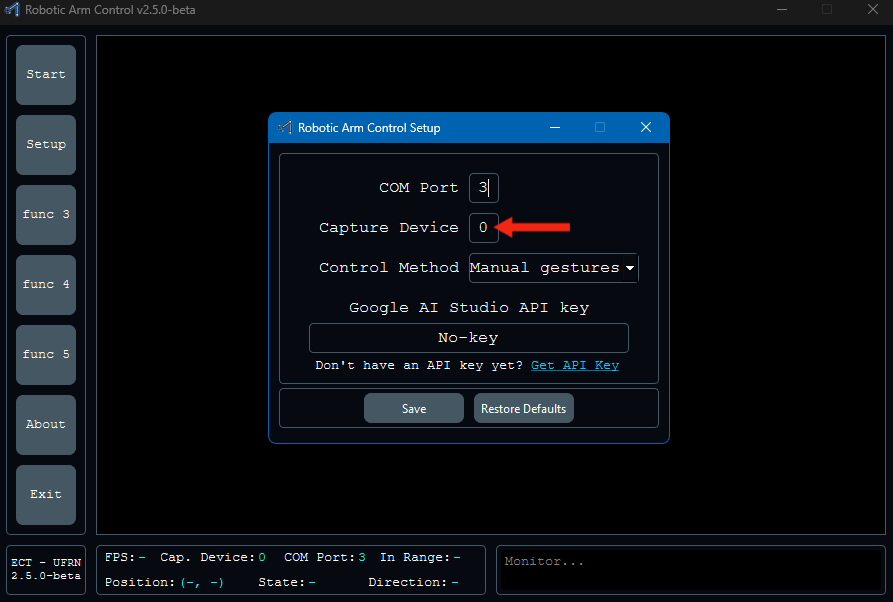 Robotic Arm Control v2.5.0-beta
Start
Setup
func 3
func 4
func 5
About
Exit
Robotic Arm Control Setup
COM Port 3
Capture Device 0
Control Method Manual gestures
Google AI Studio API key
No-key
Don't have an API key yet? Get API Key
Save Restore Defaults
ECT - UFRN
2.5.0-beta
FPS:- Cap. Device:0 COM Port:3 In Range:-
Position:(-, -) State:- Direction:-
Monitor...